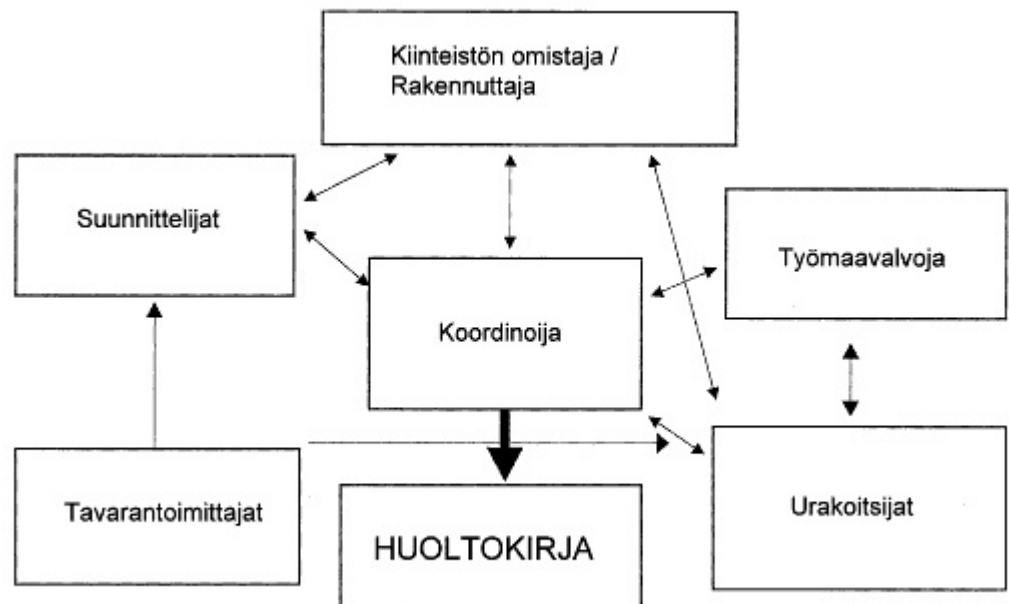 Kiinteistön omistaja /
Rakennuttaja
Suunnittelijat
Työmaavalvoja
Koordinoija
Tavarantoimittajat
Urakoitsijat
HUOLTOKIRJA